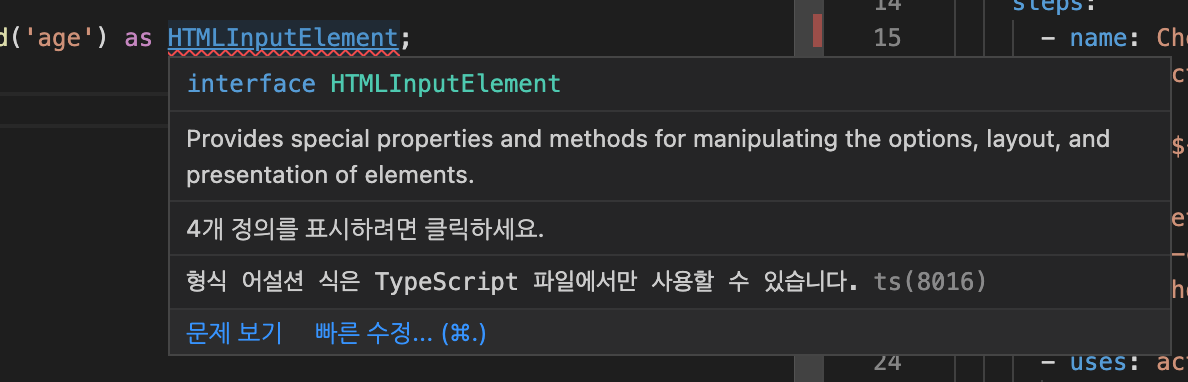 d('age') as HTMLInputElement;
interface HTMLInputElement
Provides special properties and methods for manipulating the options, layout, and
presentation of elements.
4개 정의를 표시하려면 클릭하세요.
형식 어설션 식은 TypeScript 파일에서만 사용할 수 있습니다. ts(8016)
문제 보기 빠른 수정... (⌘.)
14 steps:
15 - name: Ch
$
24 - uses: ac